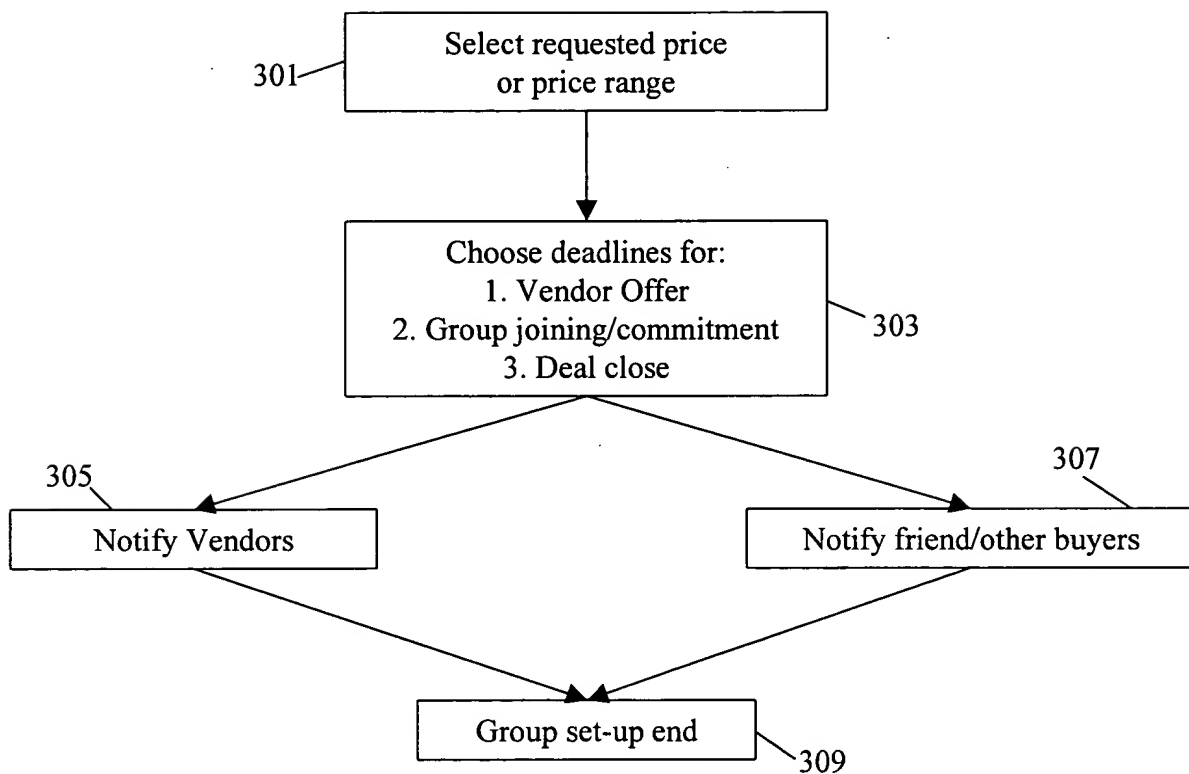 Select requested price
or price range
301
Choose deadlines for:
1. Vendor Offer
2. Group joining/commitment
3. Deal close
303
305
Notify Vendors
307
Notify friend/other buyers
Group set-up end
309